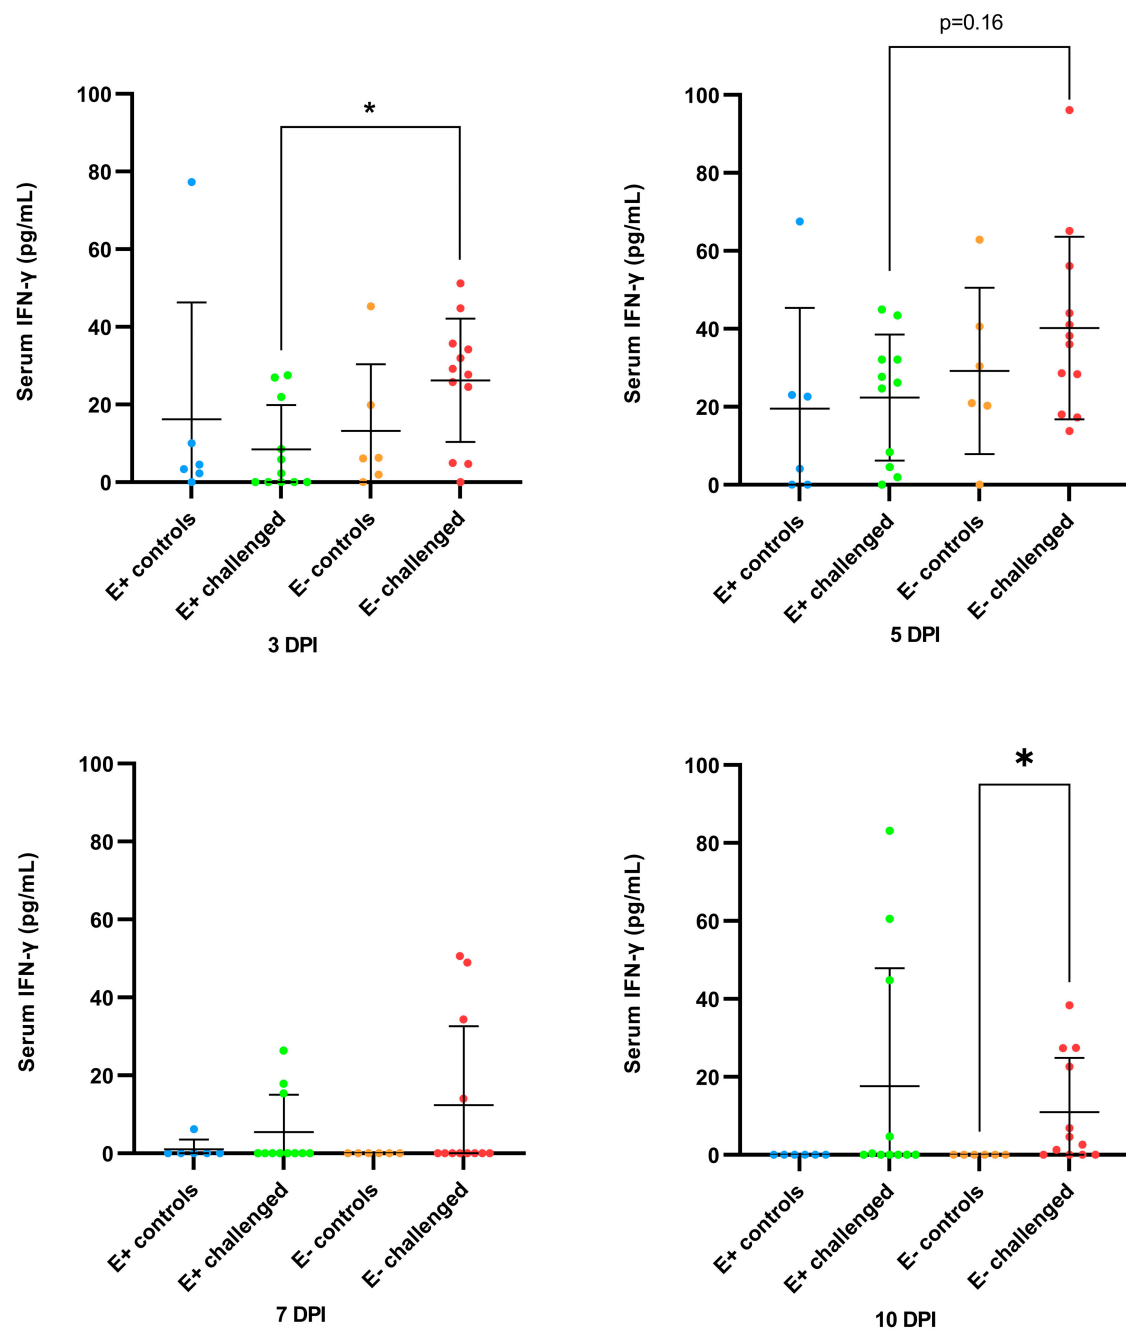 p=0.16
Serum IFN-γ (pg/mL)
100
80
60
40
20
0
*
E+ controls
E+ challenged
E- controls
E- challenged
3 DPI
Serum IFN-γ (pg/mL)
100
80
60
40
20
0
E+ controls
E+ challenged
E- controls
E- challenged
5 DPI
Serum IFN-γ (pg/mL)
100
80
60
40
20
0
E+ controls
E+ challenged
E- controls
E- challenged
7 DPI
Serum IFN-γ (pg/mL)
100
80
60
40
20
0
*
E+ controls
E+ challenged
E- controls
E- challenged
10 DPI